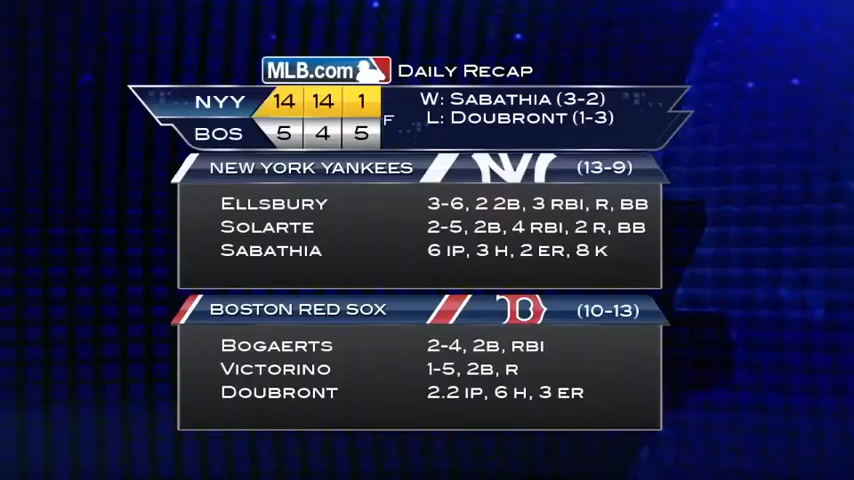 MLB.com DAILY RECAP
NYY 14 14 1 W: SABATHIA (3-2)
BOS 5 4 5 F L: DOUBRONT (1-3)
NEW YORK YANKEES NY (13-9)
ELLSBURY 3-6, 2 2B, 3 RBI, R, BB
SOLARTE 2-5, 2B, 4 RBI, 2 R, BB
SABATHIA 6 IP, 3 H, 2 ER, 8 K
BOSTON RED SOX B (10-13)
BOGAERTS 2-4, 2B, RBI
VICTORINO 1-5, 2B, R
DOUBRONT 2.2 IP, 6 H, 3 ER